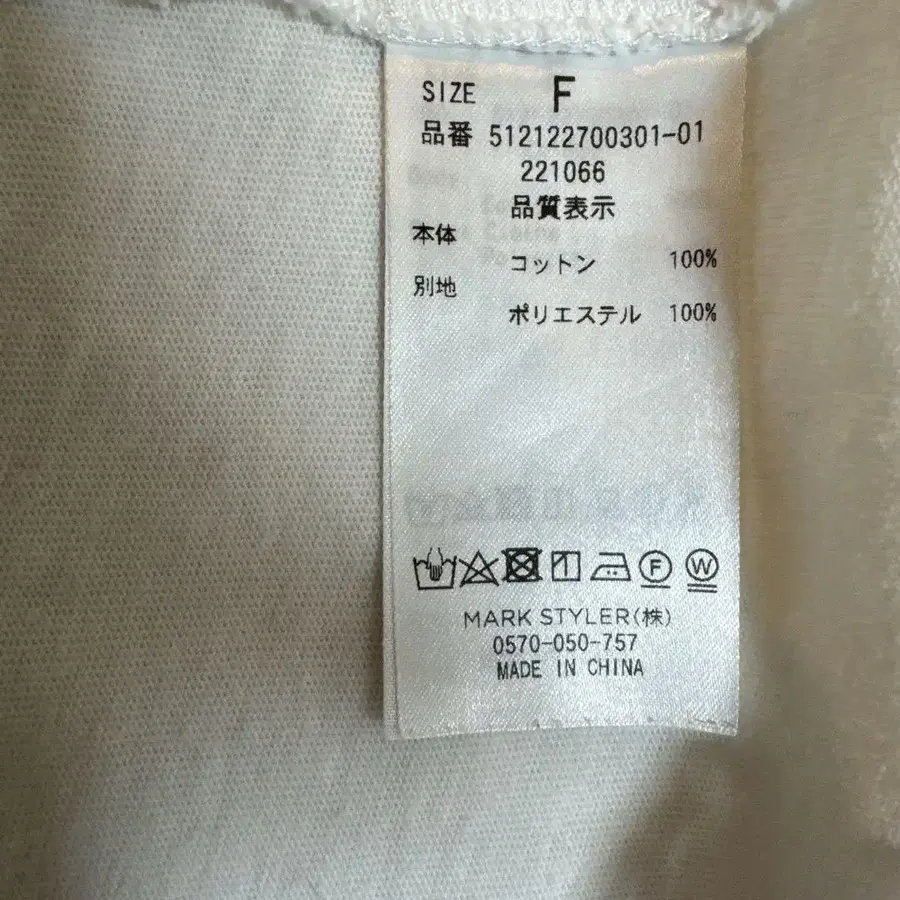 SIZE F
品番 512122700301-01
221066
品質表示
本体
コットン 100%
別地
ポリエステル 100%
F W
MARK STYLER(株)
0570-050-757
MADE IN CHINA